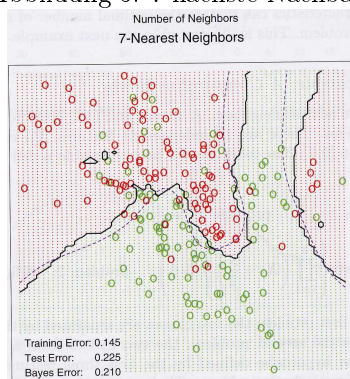 Number of Neighbors
7-Nearest Neighbors
Training Error: 0.145
Test Error: 0.225
Bayes Error: 0.210